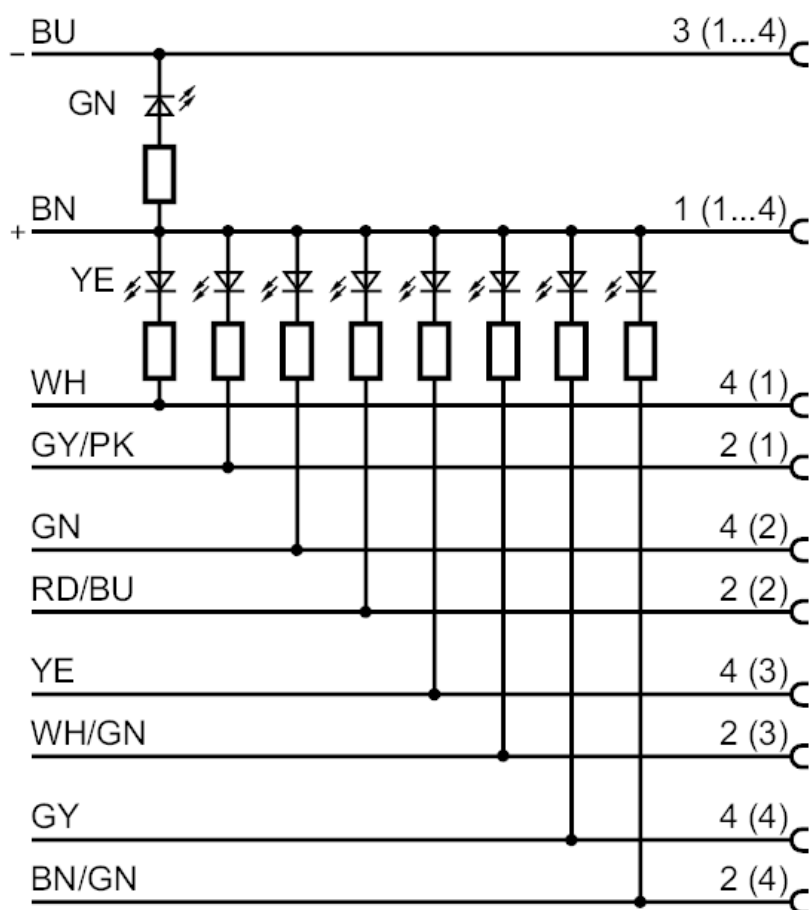 BU 3 (1...4)
−
GN
BN 1 (1...4)
+
YE
WH 4 (1)
GY/PK 2 (1)
GN 4 (2)
RD/BU 2 (2)
YE 4 (3)
WH/GN 2 (3)
GY 4 (4)
BN/GN 2 (4)